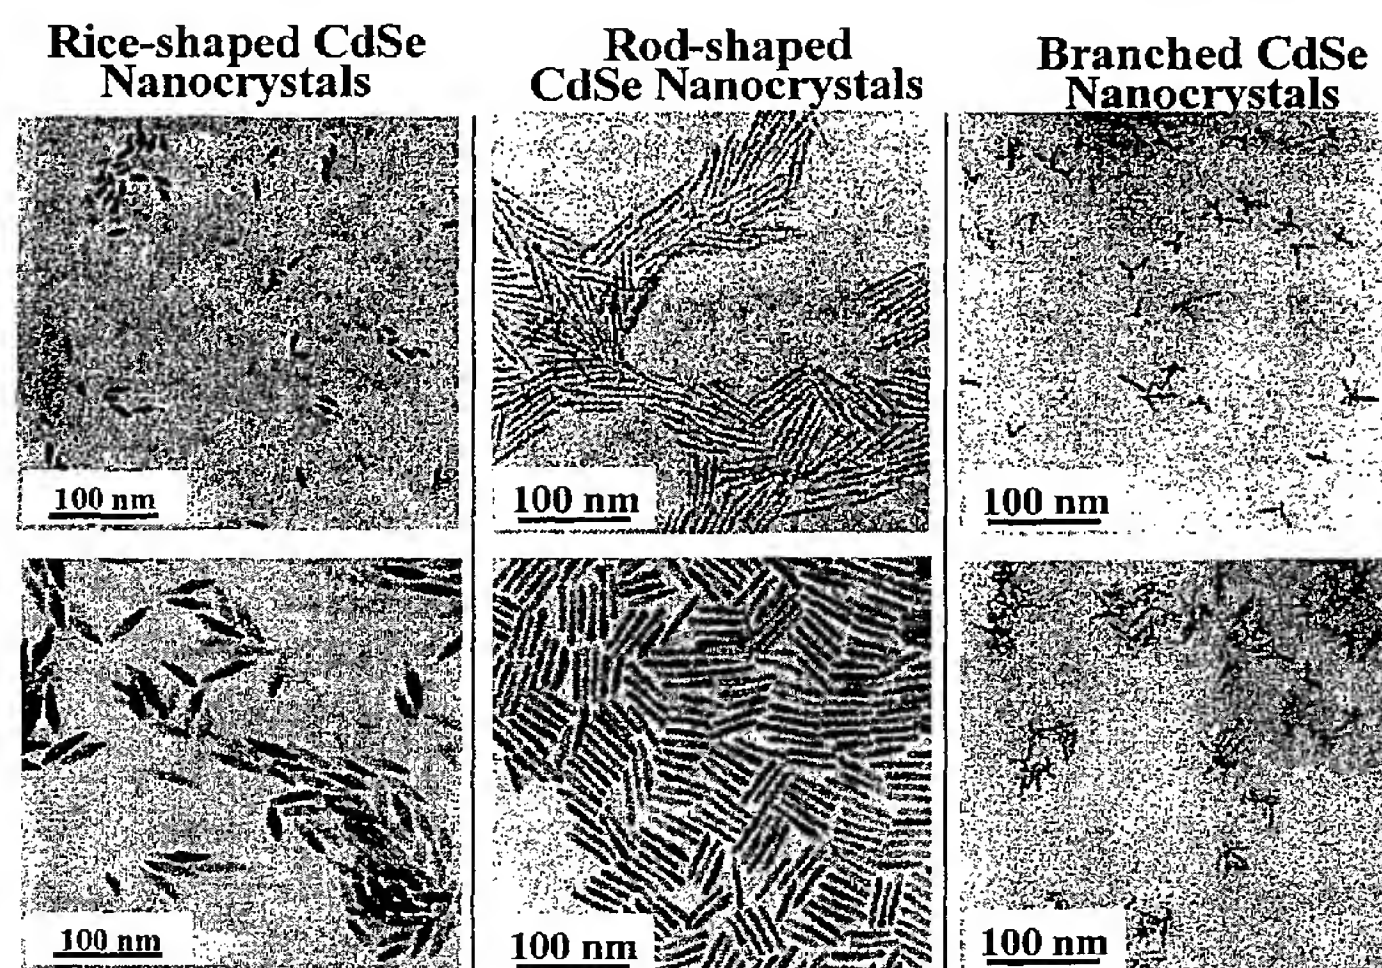 Rice-shaped CdSe
Nanocrystals
Rod-shaped
CdSe Nanocrystals
Branched CdSe
Nanocrystals
100 nm
100 nm
100 nm
100 nm
100 nm
100 nm